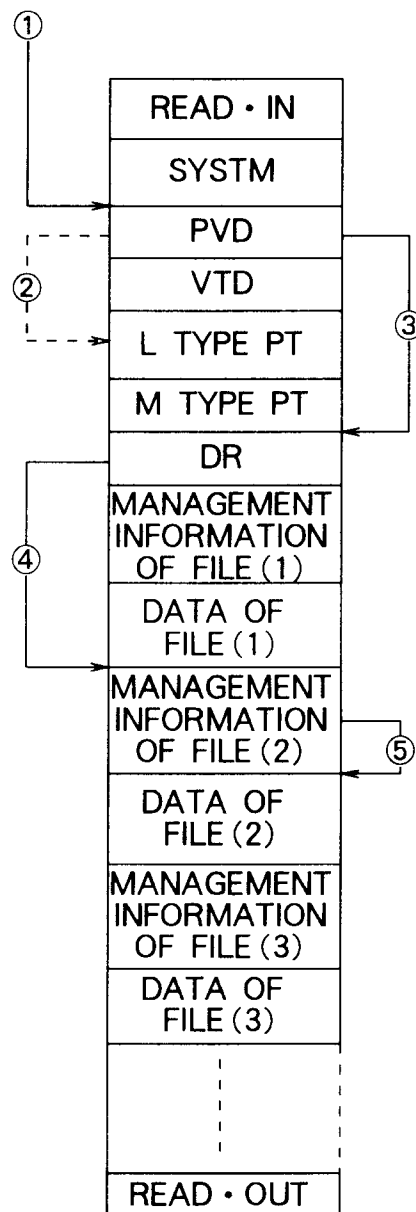 ①
READ・IN
SYSTM
PVD
②
VTD
③
L TYPE PT
M TYPE PT
DR
MANAGEMENT
INFORMATION
OF FILE(1)
④
DATA OF
FILE(1)
MANAGEMENT
INFORMATION
OF FILE(2)
⑤
DATA OF
FILE(2)
MANAGEMENT
INFORMATION
OF FILE(3)
DATA OF
FILE(3)
READ・OUT